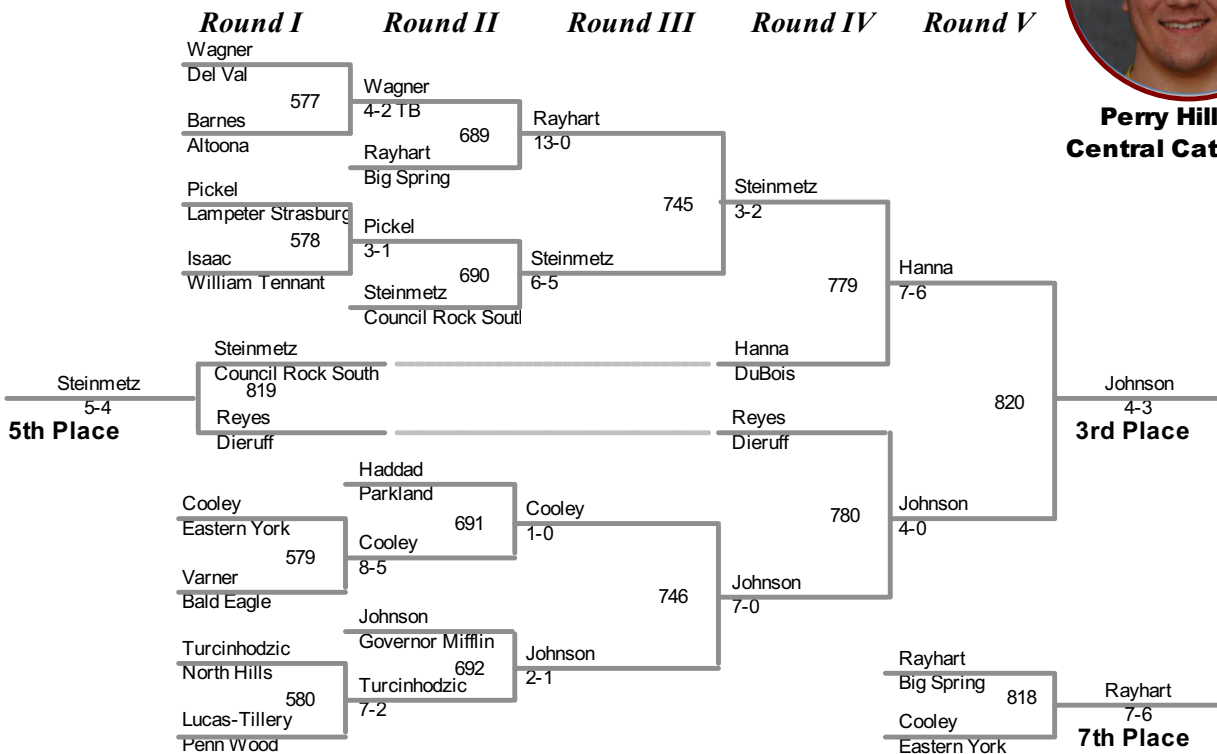 Round I Round II Round III Round IV Round V
Perry Hill
Central Cat
Wagner
Del Val
577
Barnes
Altoona
Wagner
4-2 TB
689
Rayhart
Big Spring
Rayhart
13-0
Pickel
Lampeter Strasburg
578
Isaac
William Tennant
Pickel
3-1
690
Steinmetz
Council Rock Sout
Steinmetz
6-5
745
Steinmetz
3-2
779
Hanna
DuBois
Hanna
7-6
Steinmetz
Council Rock South
819
Reyes
Dieruff
Steinmetz
5-4
5th Place
Reyes
Dieruff
820
Johnson
4-3
3rd Place
Haddad
Parkland
691
Cooley
Eastern York
579
Varner
Bald Eagle
Cooley
8-5
Cooley
1-0
780
Johnson
4-0
746
Johnson
7-0
Johnson
Governor Mifflin
692
Turcinhodzic
North Hills
580
Lucas-Tillery
Penn Wood
Turcinhodzic
7-2
Johnson
2-1
Rayhart
Big Spring
818
Cooley
Eastern York
Rayhart
7-6
7th Place